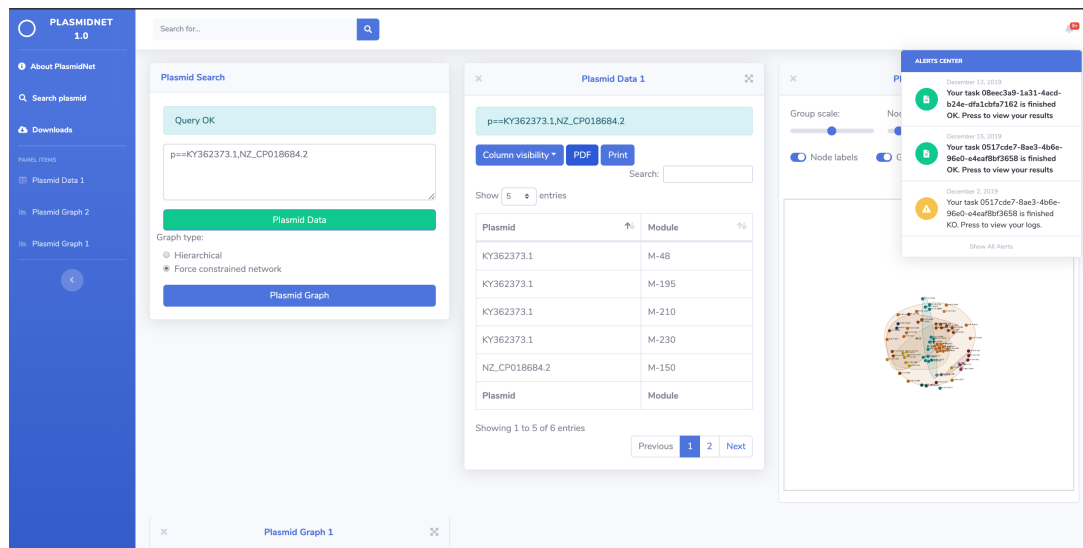 PLASMIDNET
1.0
Search for...
3+
About PlasmidNet
Search plasmid
Downloads
PANEL ITEMS
Plasmid Data 1
Plasmid Graph 2
Plasmid Graph 1
Plasmid Search
Query OK
p==KY362373.1,NZ_CP018684.2
Plasmid Data
Graph type:
Hierarchical
Force constrained network
Plasmid Graph
Plasmid Data 1
p==KY362373.1,NZ_CP018684.2
Column visibility
PDF
Print
Search:
Show 5 entries
Plasmid Module
KY362373.1 M-48
KY362373.1 M-195
KY362373.1 M-210
KY362373.1 M-230
NZ_CP018684.2 M-150
Plasmid Module
Showing 1 to 5 of 6 entries
Previous 1 2 Next
Group scale:
Node labels
ALERTS CENTER
December 12, 2019
Your task 08eec3a9-1a31-4acd-
b24e-dfa1cbfa7162 is finished
OK. Press to view your results
December 15, 2019
Your task 0517cde7-8ae3-4b6e-
96e0-e4eaf8bf3658 is finished
OK. Press to view your results
December 2, 2019
Your task 0517cde7-8ae3-4b6e-
96e0-e4eaf8bf3658 is finished
KO. Press to view your logs.
Show All Alerts
Plasmid Graph 1